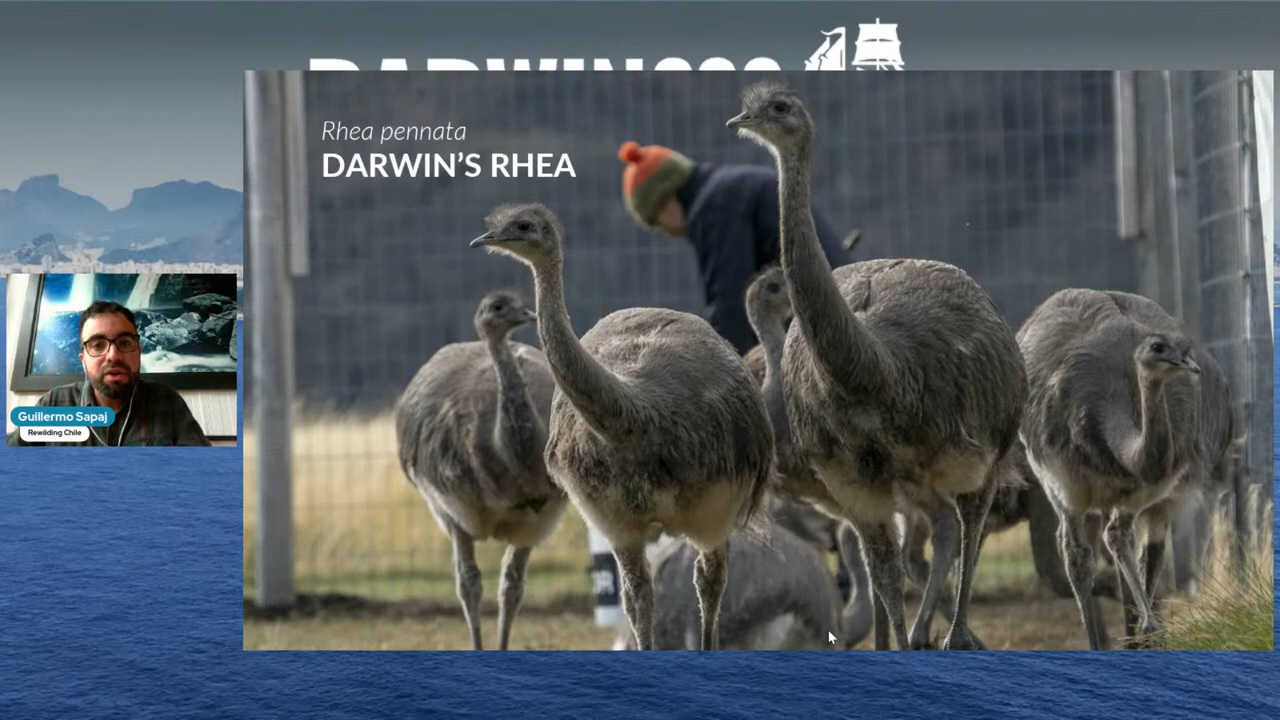 Rhea pennata
DARWIN'S RHEA
Guillermo Sapaj
Rewilding Chile